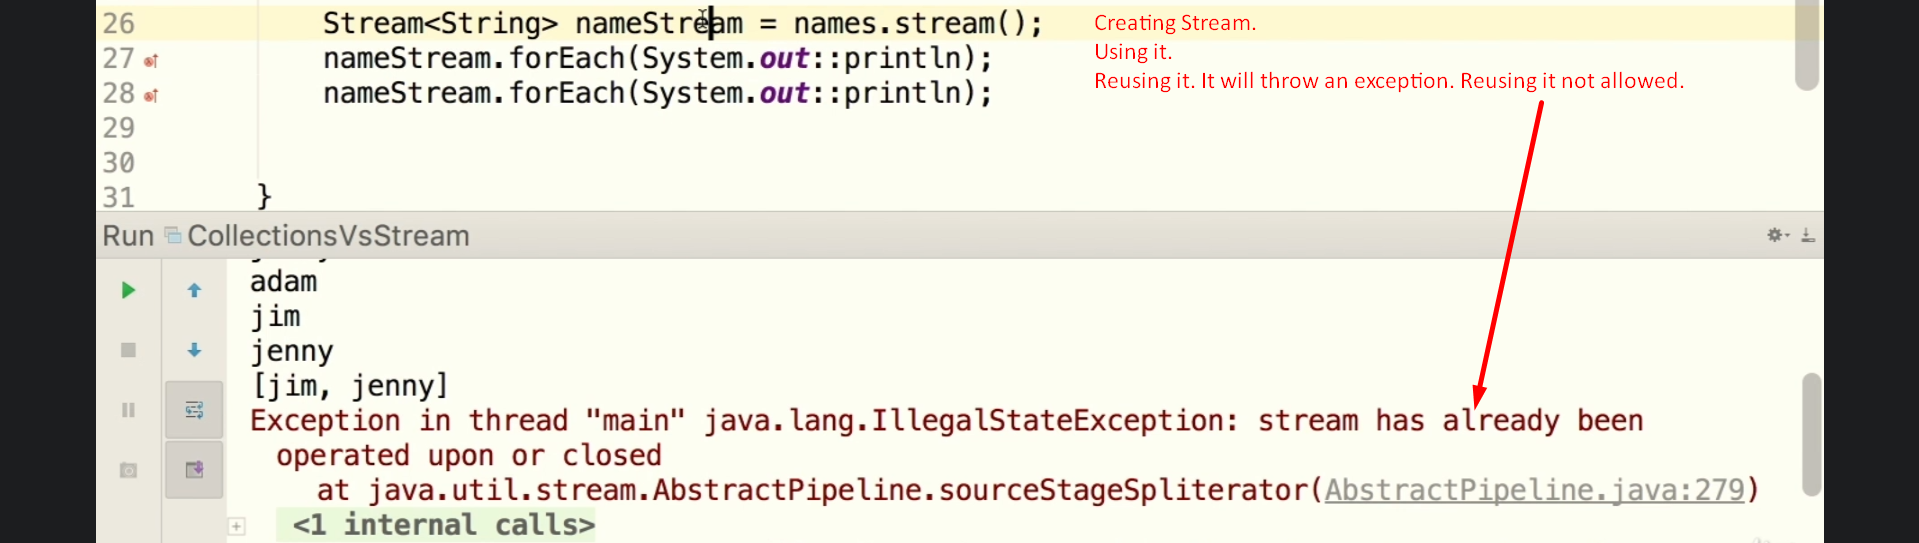 26 Stream<String> nameStream = names.stream(); Creating Stream.
27 nameStream.forEach(System.out::println); Using it.
28 nameStream.forEach(System.out::println); Reusing it. It will throw an exception. Reusing it not allowed.
29
30
31 }
Run CollectionsVsStream
adam
jim
jenny
[jim, jenny]
Exception in thread "main" java.lang.IllegalStateException: stream has already been
operated upon or closed
at java.util.stream.AbstractPipeline.sourceStageSpliterator(AbstractPipeline.java:279)
<1 internal calls>